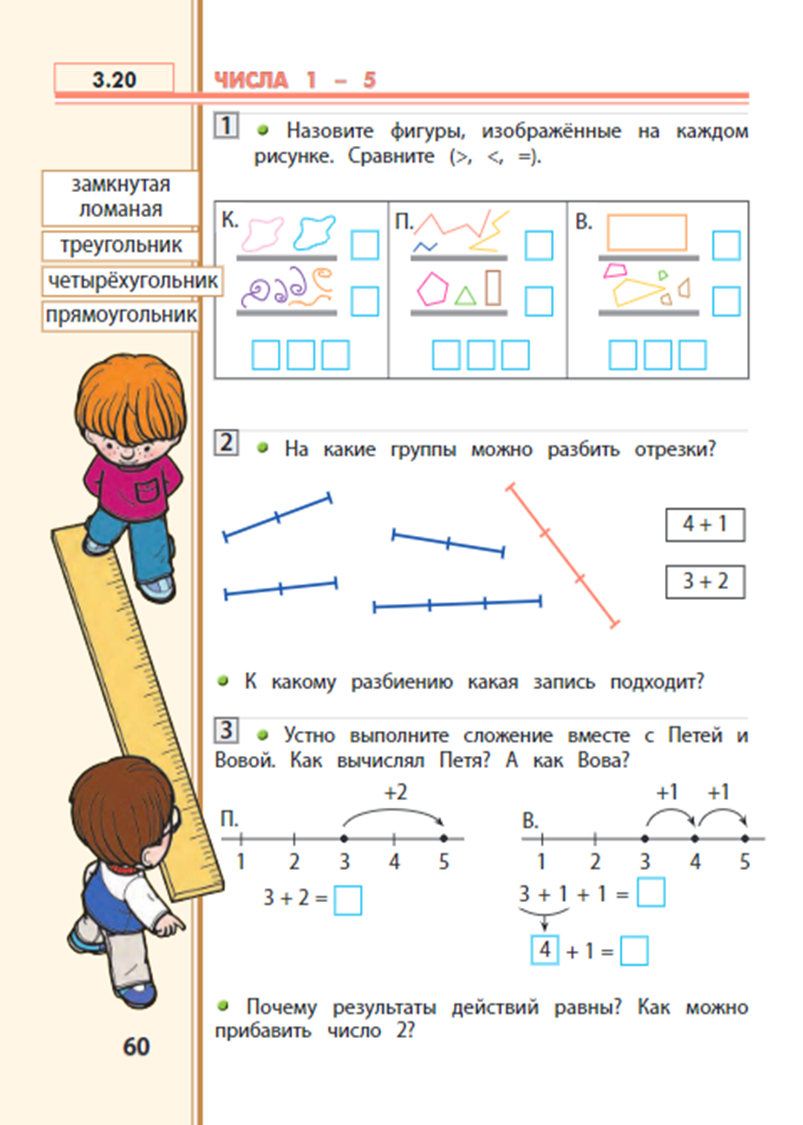 3.20
ЧИСЛА 1 – 5
1 Назовите фигуры, изображённые на каждом
рисунке. Сравните (>, <, =).
замкнутая
ломаная
треугольник
четырёхугольник
прямоугольник
К.
П.
В.
2 На какие группы можно разбить отрезки?
4 + 1
3 + 2
К какому разбиению какая запись подходит?
3 Устно выполните сложение вместе с Петей и
Вовой. Как вычислял Петя? А как Вова?
П.
+2
1 2 3 4 5
3 + 2 =
В.
+1 +1
1 2 3 4 5
3 + 1 + 1 =
4 + 1 =
Почему результаты действий равны? Как можно
прибавить число 2?
60